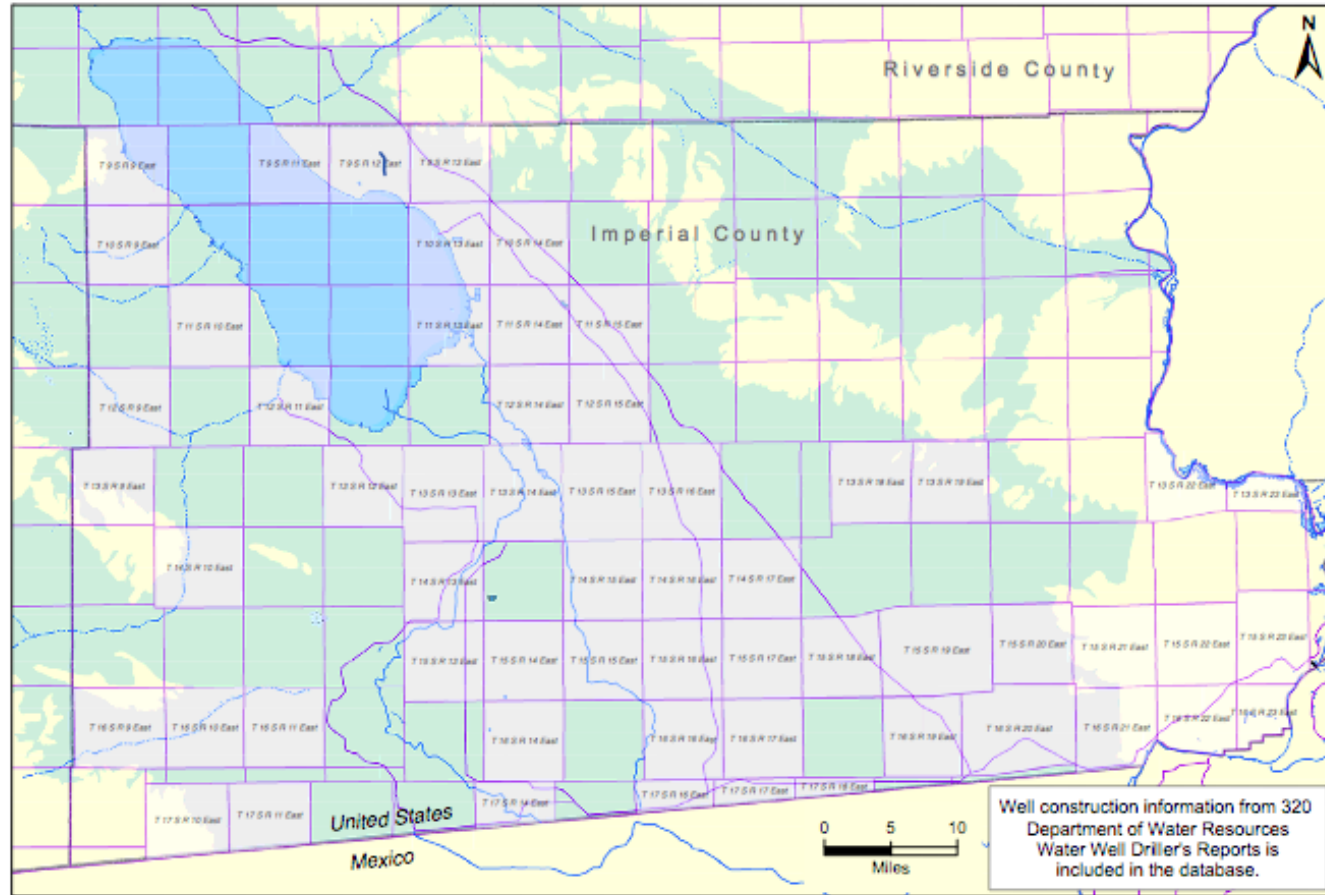 N
Riverside County
T 9 S R 9 East
T 9 S R 11 East
T 9 S R 12 East
T 9 S R 13 East
Imperial County
T 10 S R 9 East
T 10 S R 13 East
T 10 S R 14 East
T 11 S R 10 East
T 11 S R 13 East
T 11 S R 14 East
T 11 S R 15 East
T 12 S R 9 East
T 12 S R 11 East
T 12 S R 14 East
T 12 S R 15 East
T 13 S R 9 East
T 13 S R 12 East
T 13 S R 13 East
T 13 S R 14 East
T 13 S R 15 East
T 13 S R 16 East
T 13 S R 18 East
T 13 S R 19 East
T 13 S R 22 East
T 13 S R 23 East
T 14 S R 10 East
T 14 S R 13 East
T 14 S R 15 East
T 14 S R 16 East
T 14 S R 17 East
T 15 S R 13 East
T 15 S R 14 East
T 15 S R 15 East
T 15 S R 16 East
T 15 S R 17 East
T 15 S R 18 East
T 15 S R 19 East
T 15 S R 20 East
T 15 S R 21 East
T 15 S R 22 East
T 15 S R 23 East
T 16 S R 9 East
T 16 S R 10 East
T 16 S R 11 East
T 16 S R 14 East
T 16 S R 16 East
T 16 S R 17 East
T 16 S R 19 East
T 16 S R 20 East
T 16 S R 21 East
T 16 S R 22 East
T 16 S R 23 East
T 17 S R 10 East
T 17 S R 11 East
T 17 S R 14 East
T 17 S R 16 East
T 17 S R 17 East
T 17 S R 18 East
United States
Mexico
0 5 10
Miles
Well construction information from 320
Department of Water Resources
Water Well Driller's Reports is
included in the database.